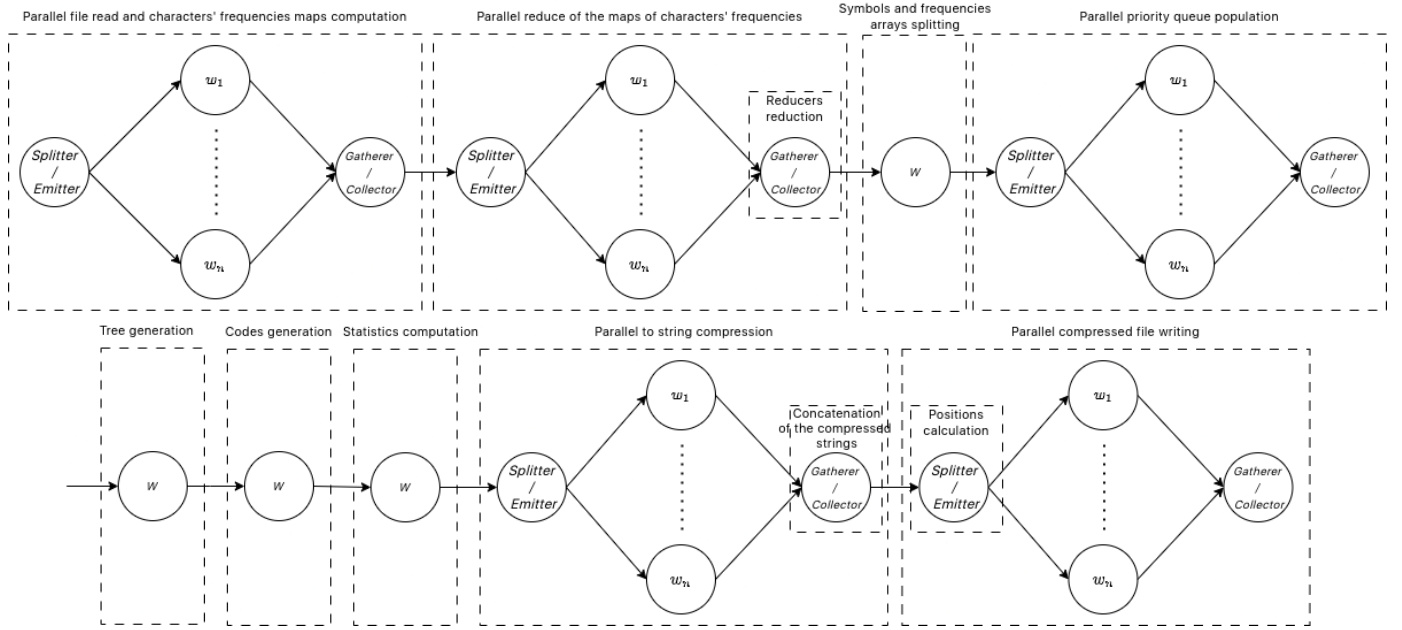 Parallel file read and characters' frequencies maps computation
Parallel reduce of the maps of characters' frequencies
Symbols and frequencies
arrays splitting
Parallel priority queue population
w₁
Splitter
/
Emitter
wₙ
Gatherer
/
Collector
Splitter
/
Emitter
w₁
wₙ
Reducers
reduction
Gatherer
/
Collector
w
Splitter
/
Emitter
w₁
wₙ
Gatherer
/
Collector
Tree generation
Codes generation
Statistics computation
Parallel to string compression
Parallel compressed file writing
w
w
w
Splitter
/
Emitter
w₁
wₙ
Concatenation
of the compressed
strings
Gatherer
/
Collector
Positions
calculation
Splitter
/
Emitter
w₁
wₙ
Gatherer
/
Collector